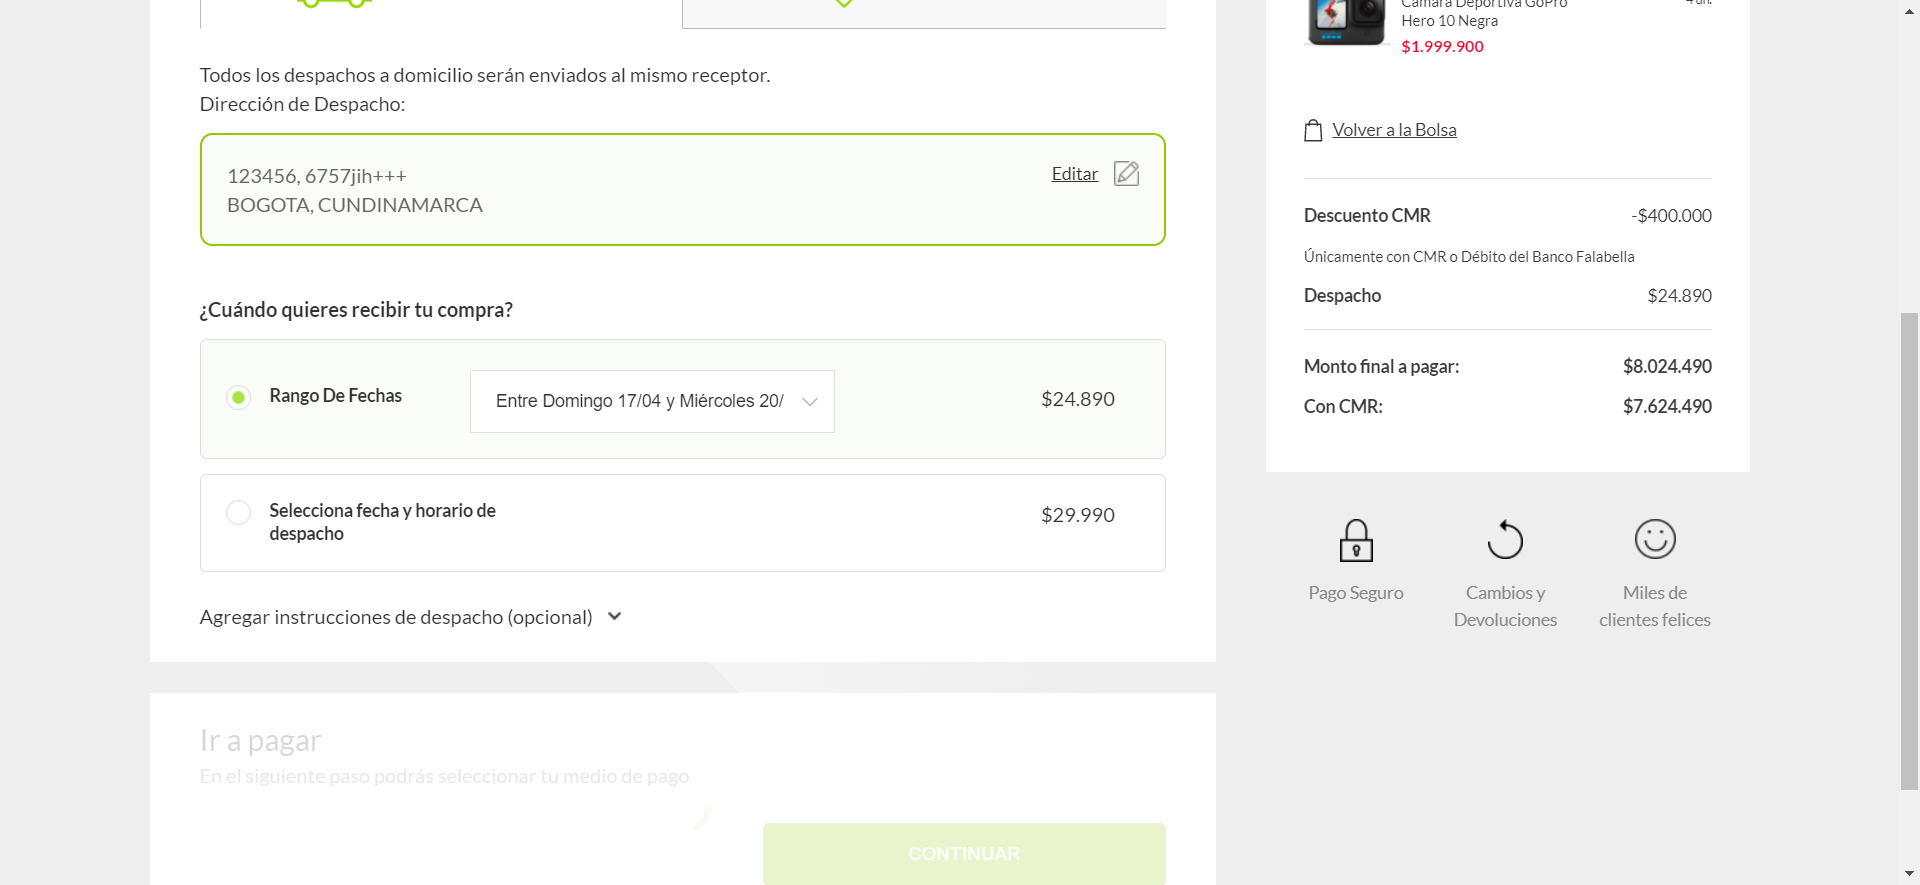 Todos los despachos a domicilio serán enviados al mismo receptor.
Dirección de Despacho:
123456, 6757jih+++
BOGOTA, CUNDINAMARCA
Editar
¿Cuándo quieres recibir tu compra?
Rango De Fechas
Entre Domingo 17/04 y Miércoles 20/
$24.890
Selecciona fecha y horario de
despacho
$29.990
Agregar instrucciones de despacho (opcional)
Ir a pagar
En el siguiente paso podrás seleccionar tu medio de pago
CONTINUAR
Cámara Deportiva GoPro
Hero 10 Negra
4 un.
$1.999.900
Volver a la Bolsa
Descuento CMR
-$400.000
Únicamente con CMR o Débito del Banco Falabella
Despacho
$24.890
Monto final a pagar:
$8.024.490
Con CMR:
$7.624.490
Pago Seguro
Cambios y
Devoluciones
Miles de
clientes felices